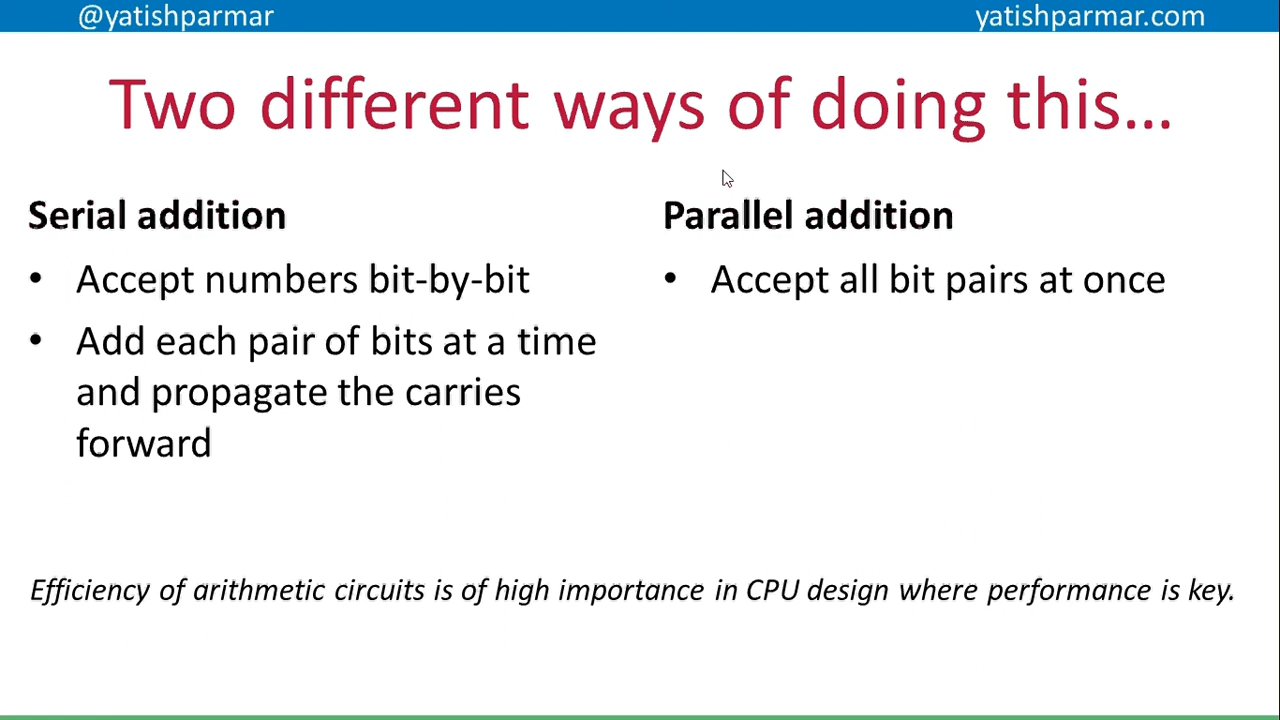 @yatishparmar
yatishparmar.com
Two different ways of doing this...
Serial addition
• Accept numbers bit-by-bit
• Add each pair of bits at a time
and propagate the carries
forward
Parallel addition
• Accept all bit pairs at once
Efficiency of arithmetic circuits is of high importance in CPU design where performance is key.